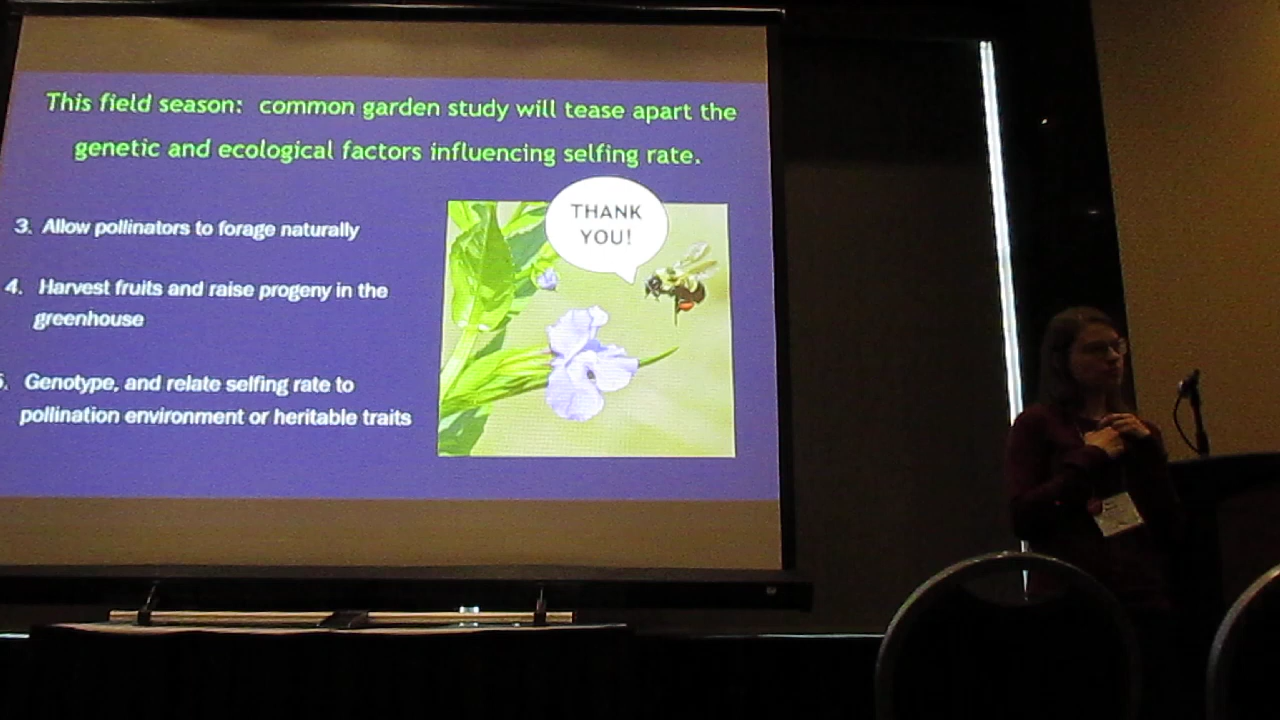 This field season: common garden study will tease apart the
genetic and ecological factors influencing selfing rate.
3. Allow pollinators to forage naturally
4. Harvest fruits and raise progeny in the
greenhouse
5. Genotype, and relate selfing rate to
pollination environment or heritable traits
THANK
YOU!